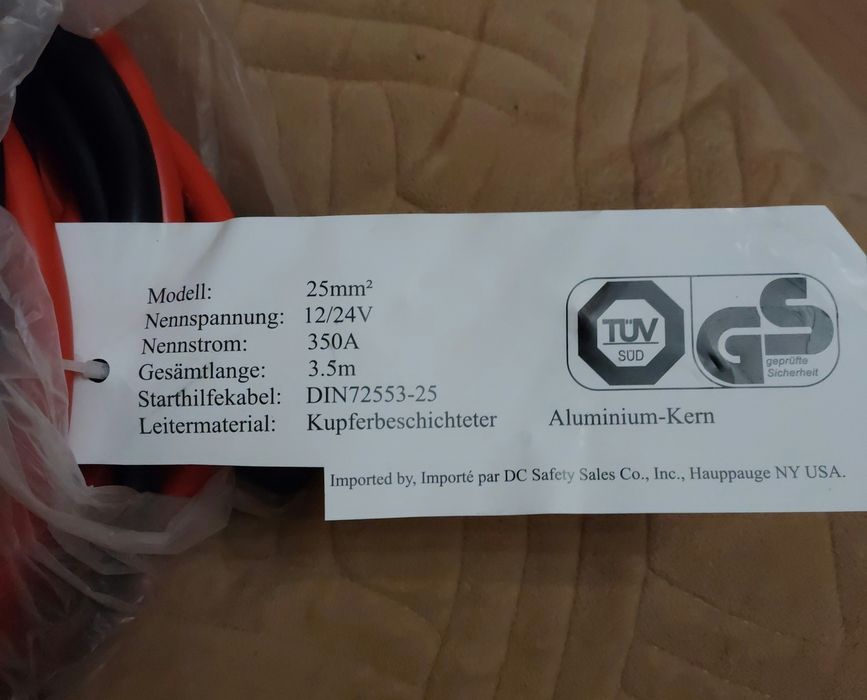 Modell: 25mm²
Nennspannung: 12/24V
Nennstrom: 350A
Gesämtlange: 3.5m
Starthilfekabel: DIN72553-25
Leitermaterial: Kupferbeschichteter Aluminium-Kern
TÜV
SÜD
GS
geprüfte
Sicherheit
Imported by, Importé par DC Safety Sales Co., Inc., Hauppauge NY USA.